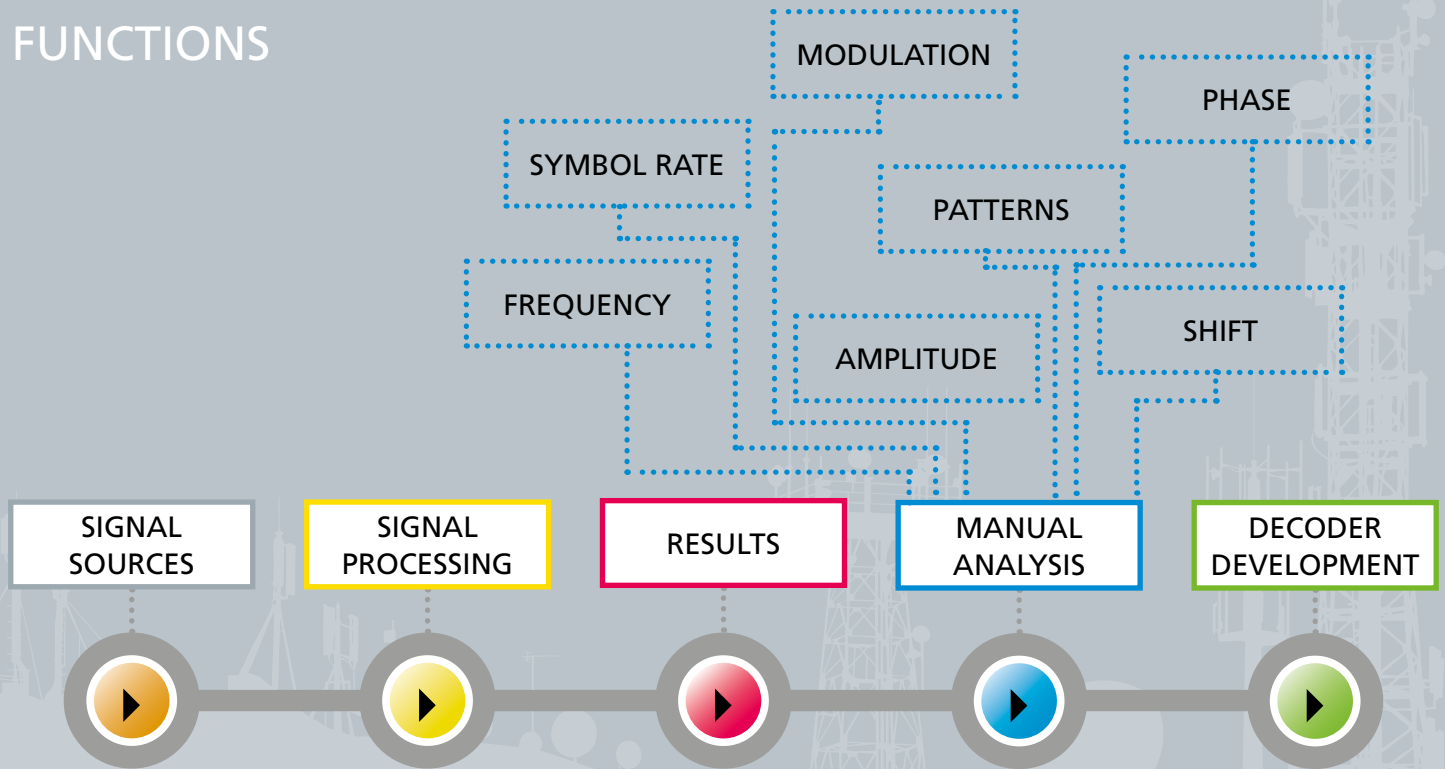 FUNCTIONS
MODULATION
PHASE
SYMBOL RATE
PATTERNS
FREQUENCY
SHIFT
AMPLITUDE
SIGNAL
SOURCES
SIGNAL
PROCESSING
RESULTS
MANUAL
ANALYSIS
DECODER
DEVELOPMENT